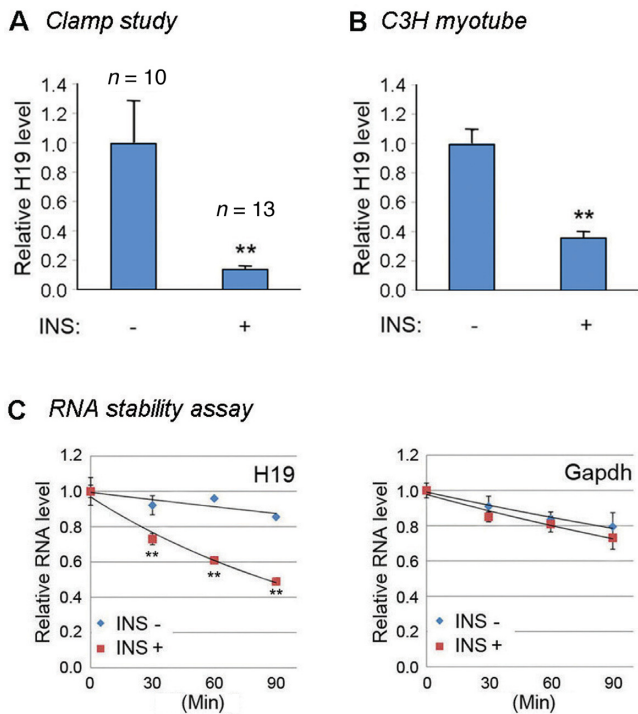 A Clamp study
Relative H19 level
1.4
1.2
1.0
0.8
0.6
0.4
0.2
0.0
n = 10
n = 13
**
INS: - +
B C3H myotube
Relative H19 level
1.4
1.2
1.0
0.8
0.6
0.4
0.2
0.0
**
INS: - +
C RNA stability assay
Relative RNA level
1.2
1.0
0.8
0.6
0.4
0.2
0.0
H19
**
**
**
INS -
INS +
0 30 60 90
(Min)
Relative RNA level
1.2
1.0
0.8
0.6
0.4
0.2
0.0
Gapdh
INS -
INS +
0 30 60 90
(Min)